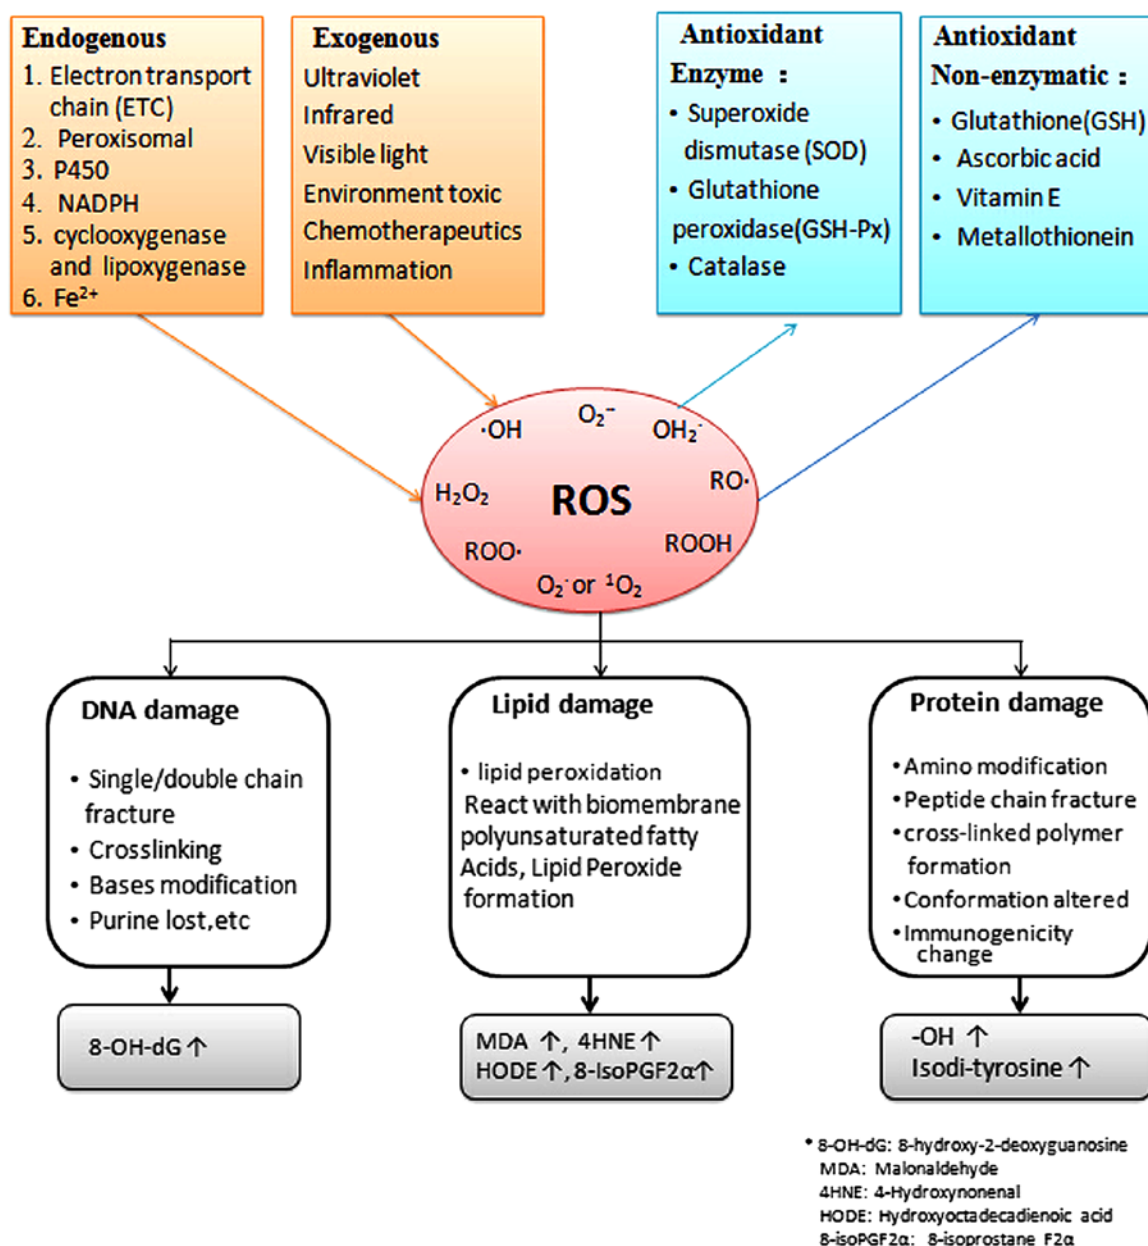 Endogenous
1. Electron transport
chain (ETC)
2. Peroxisomal
3. P450
4. NADPH
5. cyclooxygenase
and lipoxygenase
6. Fe²⁺
Exogenous
Ultraviolet
Infrared
Visible light
Environment toxic
Chemotherapeutics
Inflammation
Antioxidant
Enzyme :
• Superoxide
dismutase (SOD)
• Glutathione
peroxidase(GSH-Px)
• Catalase
Antioxidant
Non-enzymatic :
• Glutathione(GSH)
• Ascorbic acid
• Vitamin E
• Metallothionein
·OH
O₂⁻
OH₂⁻
H₂O₂
ROS
RO·
ROO·
ROOH
O₂⁻ or ¹O₂
DNA damage
• Single/double chain
fracture
• Crosslinking
• Bases modification
• Purine lost,etc
Lipid damage
• lipid peroxidation
React with biomembrane
polyunsaturated fatty
Acids, Lipid Peroxide
formation
Protein damage
• Amino modification
• Peptide chain fracture
• cross-linked polymer
formation
• Conformation altered
• Immunogenicity
change
8-OH-dG ↑
MDA ↑, 4HNE ↑
HODE ↑, 8-IsoPGF2α↑
-OH ↑
Isodi-tyrosine ↑
* 8-OH-dG: 8-hydroxy-2-deoxyguanosine
MDA: Malonaldehyde
4HNE: 4-Hydroxynonenal
HODE: Hydroxyoctadecadienoic acid
8-isoPGF2α: 8-isoprostane F2α